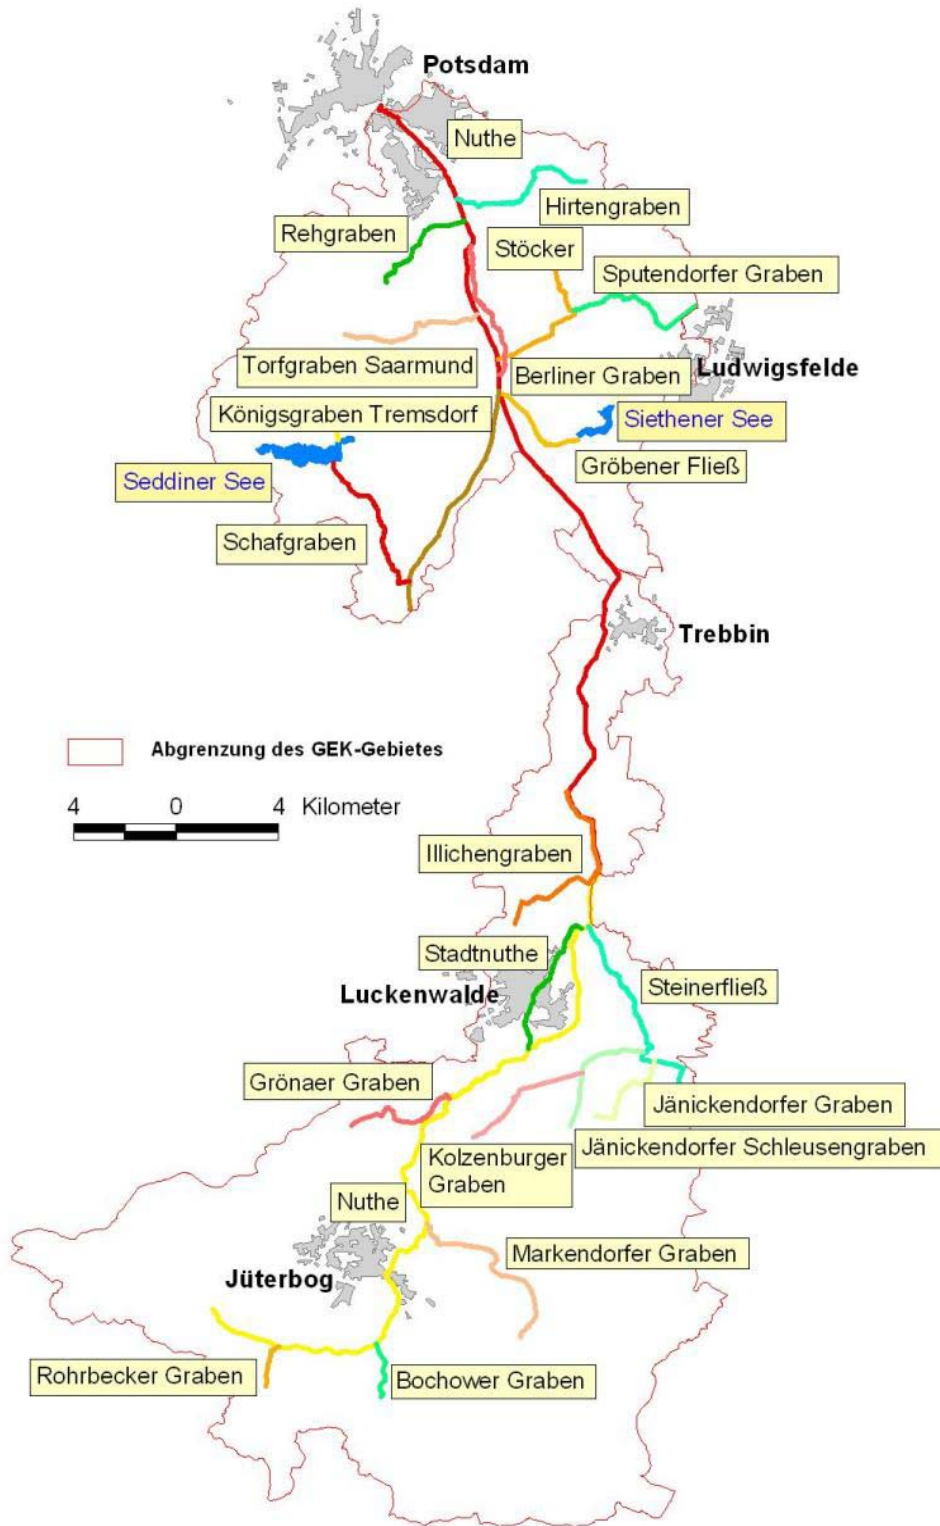 Potsdam
Nuthe
Hirtengraben
Rehgraben
Stöcker
Sputendorfer Graben
Torfgraben Saarmund
Berliner Graben
Ludwigsfelde
Königsgraben Tremsdorf
Siethener See
Gröbener Fließ
Seddiner See
Schafgraben
Trebbin
Abgrenzung des GEK-Gebietes
4 0 4 Kilometer
Illichengraben
Stadtnuthe
Luckenwalde
Steinerfließ
Grönaer Graben
Jänickendorfer Graben
Jänickendorfer Schleusengraben
Kolzenburger
Graben
Nuthe
Markendorfer Graben
Jüterbog
Rohrbecker Graben
Bochower Graben